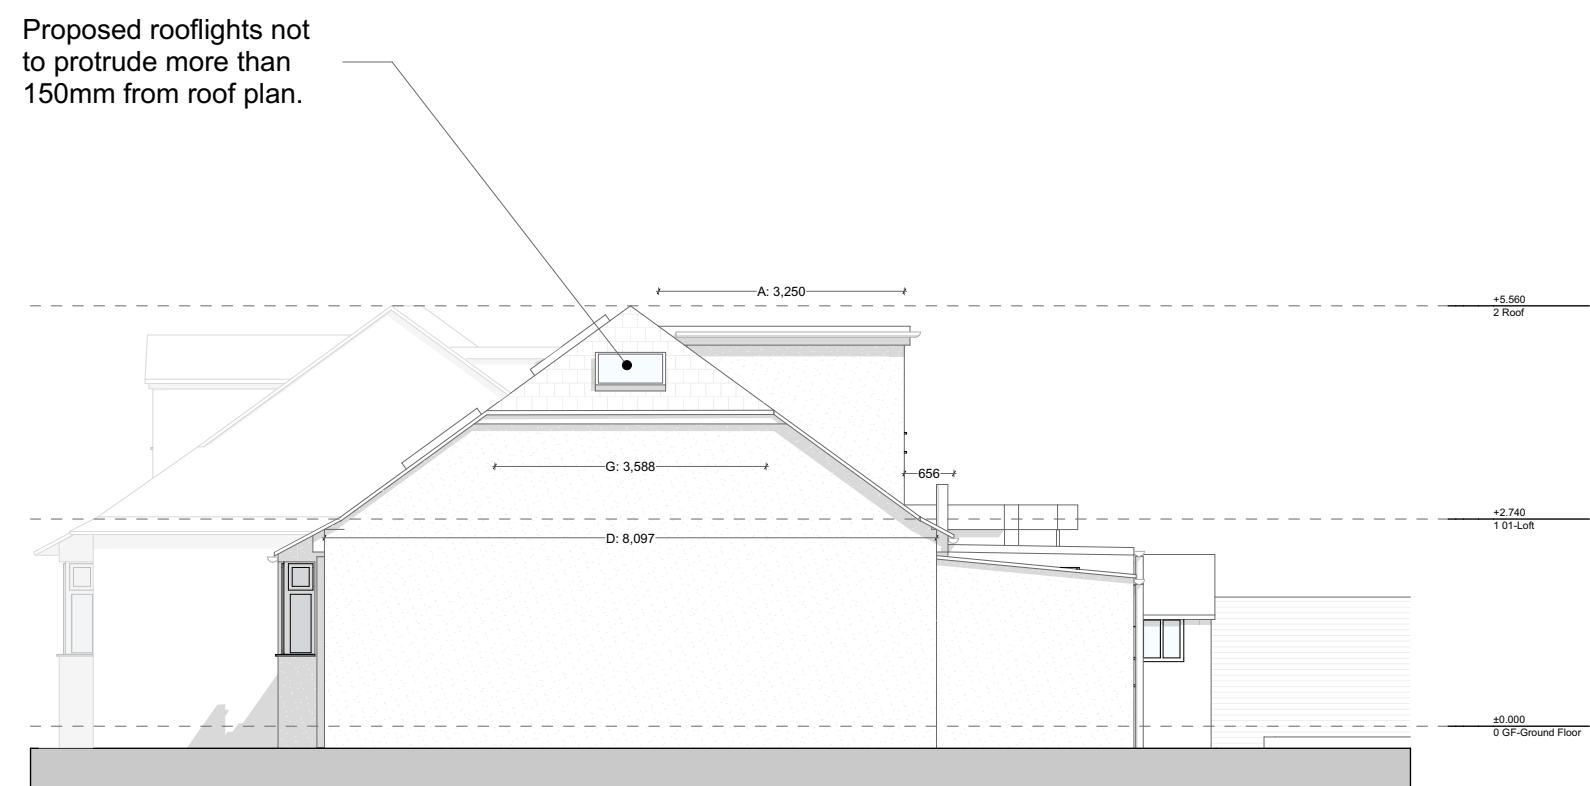 Proposed rooflights not
to protrude more than
150mm from roof plan.
A: 3,250
+5.560
2 Roof
G: 3,588
656
+2.740
1 01-Loft
D: 8,097
±0.000
0 GF-Ground Floor